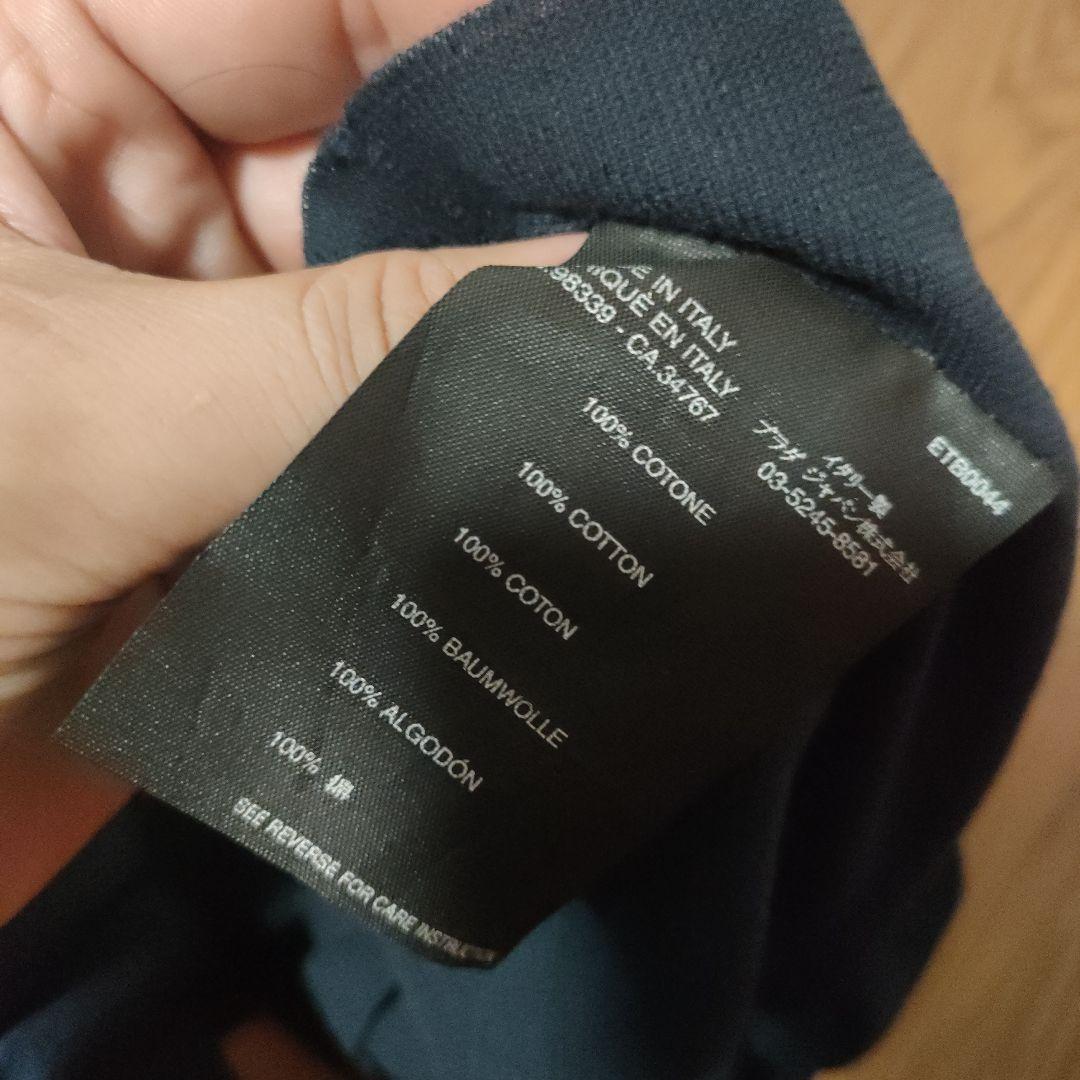 E IN ITALY
IQUÉ EN ITALY
98339 - CA.34767
100% COTONE
100% COTTON
100% COTON
100% BAUMWOLLE
100% ALGODÓN
100% 綿
SEE REVERSE FOR CARE INSTRUCTION
ETB0044
イタリー製
プラダ ジャパン株式会社
03-5245-8581